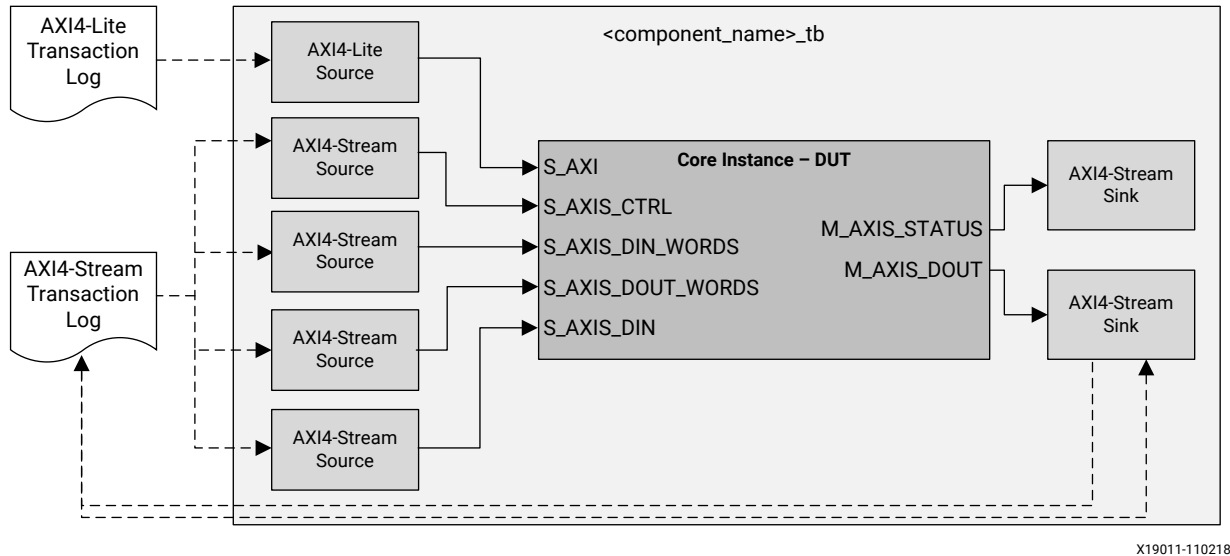 AXI4-Lite
Transaction
Log
<component_name>_tb
AXI4-Lite
Source
AXI4-Stream
Source
AXI4-Stream
Source
AXI4-Stream
Source
AXI4-Stream
Source
AXI4-Stream
Transaction
Log
Core Instance – DUT
S_AXI
S_AXIS_CTRL
S_AXIS_DIN_WORDS
S_AXIS_DOUT_WORDS
S_AXIS_DIN
M_AXIS_STATUS
M_AXIS_DOUT
AXI4-Stream
Sink
AXI4-Stream
Sink
X19011-110218